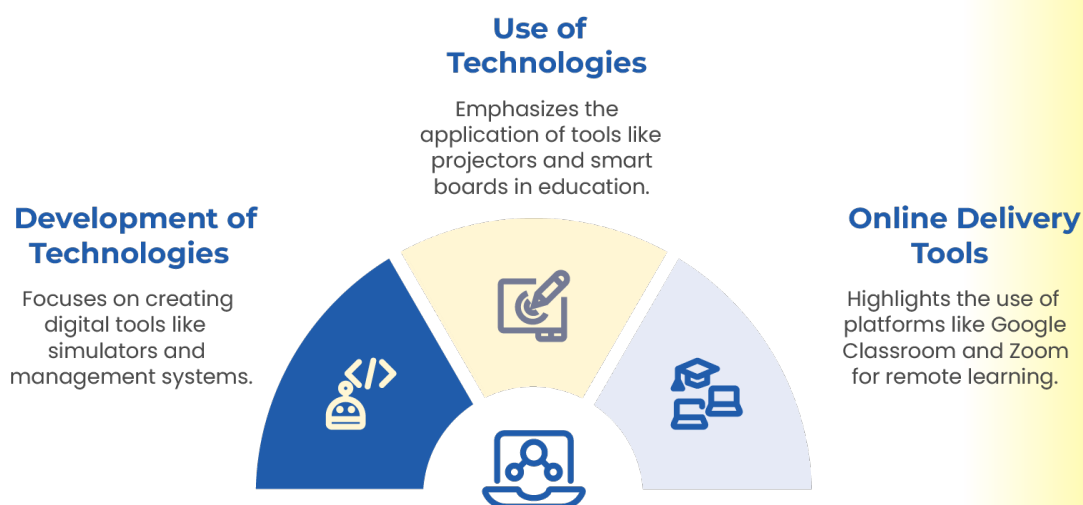 Use of
Technologies
Emphasizes the
application of tools like
projectors and smart
boards in education.
Development of
Technologies
Focuses on creating
digital tools like
simulators and
management systems.
Online Delivery
Tools
Highlights the use of
platforms like Google
Classroom and Zoom
for remote learning.